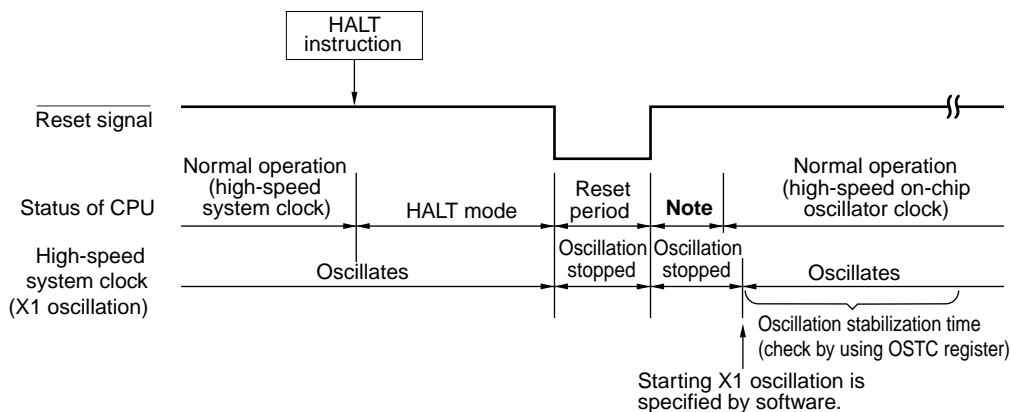 HALT
instruction
Reset signal
Normal operation
(high-speed
system clock)
Status of CPU
HALT mode
Reset
period
Note
Normal operation
(high-speed on-chip
oscillator clock)
High-speed
system clock
(X1 oscillation)
Oscillates
Oscillation
stopped
Oscillation
stopped
Oscillates
Oscillation stabilization time
(check by using OSTC register)
Starting X1 oscillation is
specified by software.